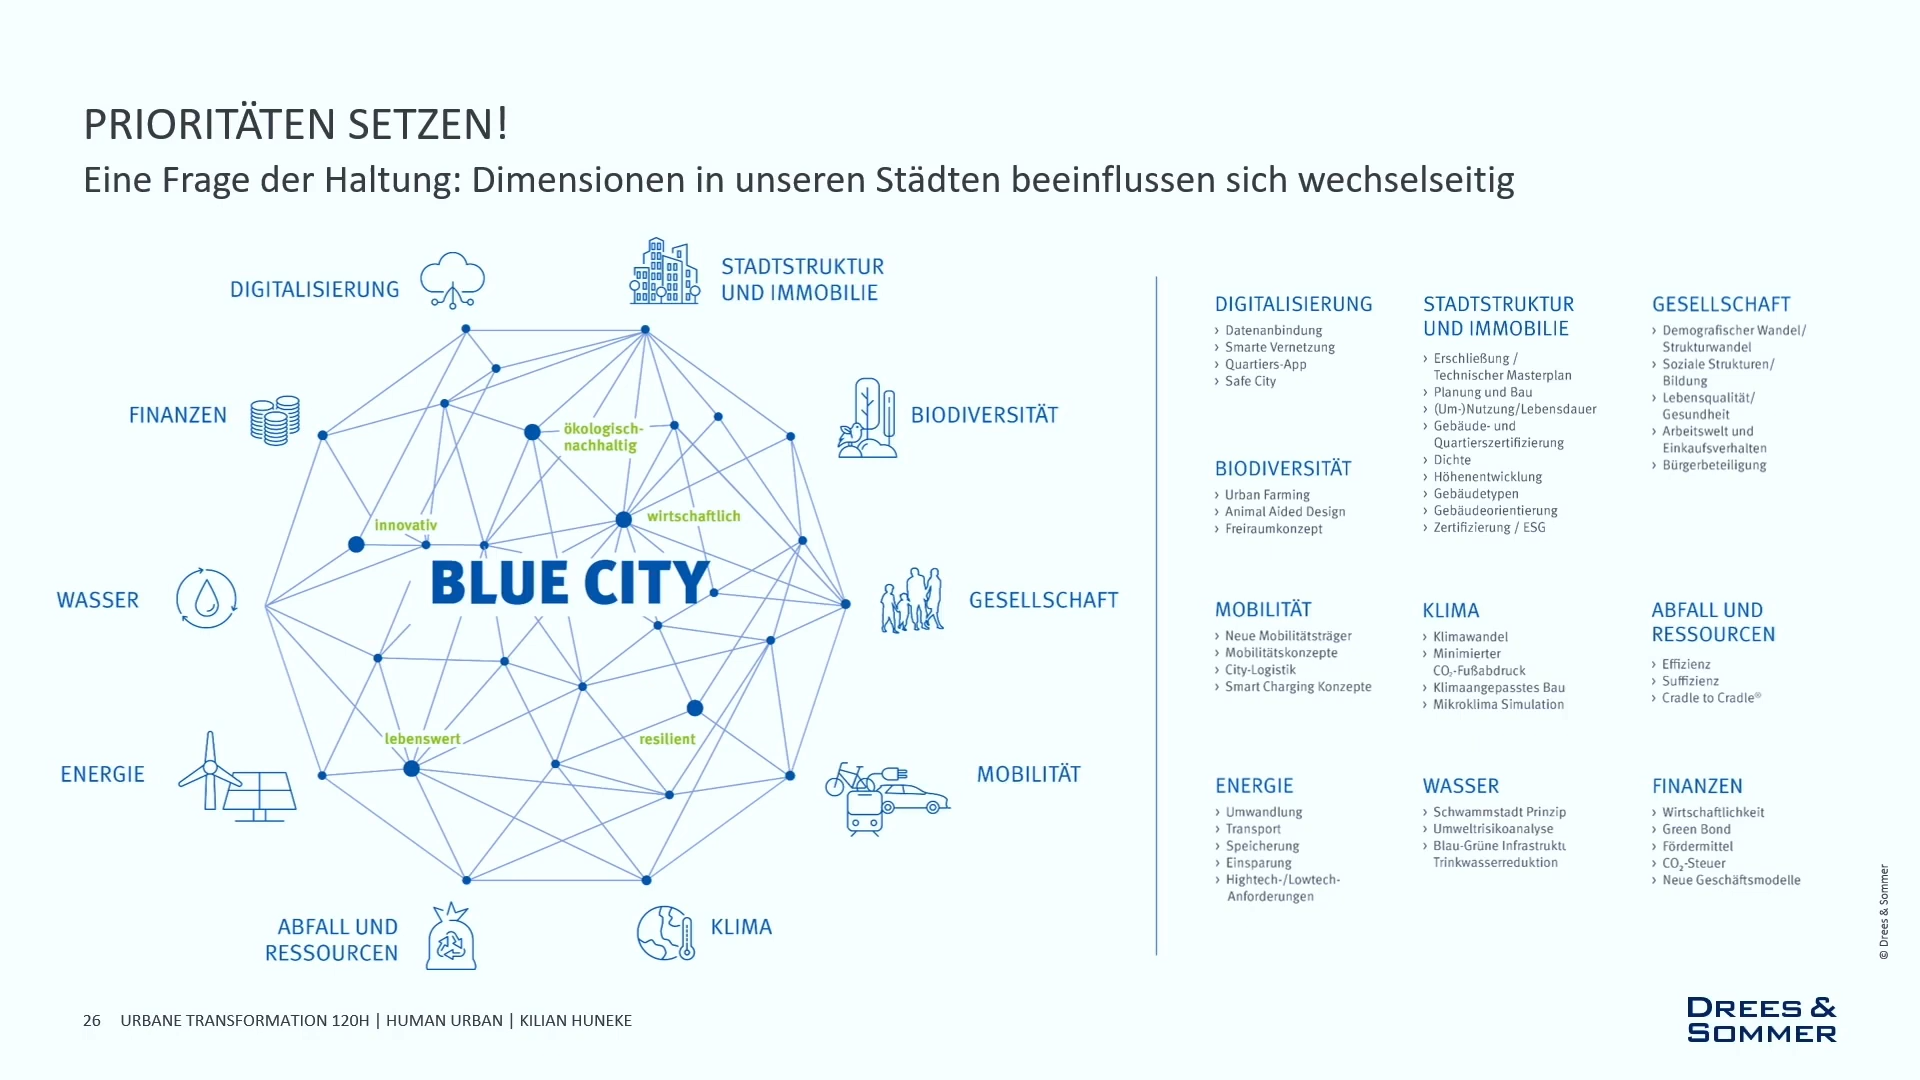 PRIORITÄTEN SETZEN!
Eine Frage der Haltung: Dimensionen in unseren Städten beeinflussen sich wechselseitig
DIGITALISIERUNG
STADTSTRUKTUR
UND IMMOBILIE
FINANZEN
BIODIVERSITÄT
ökologisch-
nachhaltig
innovativ
wirtschaftlich
BLUE CITY
WASSER
GESELLSCHAFT
lebenswert
resilient
ENERGIE
MOBILITÄT
ABFALL UND
RESSOURCEN
KLIMA
DIGITALISIERUNG
› Datenanbindung
› Smarte Vernetzung
› Quartiers-App
› Safe City
STADTSTRUKTUR
UND IMMOBILIE
› Erschließung /
Technischer Masterplan
› Planung und Bau
› (Um-)Nutzung/Lebensdauer
› Gebäude- und
Quartierszertifizierung
› Dichte
› Höhenentwicklung
› Gebäudetypen
› Gebäudeorientierung
› Zertifizierung / ESG
GESELLSCHAFT
› Demografischer Wandel/
Strukturwandel
› Soziale Strukturen/
Bildung
› Lebensqualität/
Gesundheit
› Arbeitswelt und
Einkaufsverhalten
› Bürgerbeteiligung
BIODIVERSITÄT
› Urban Farming
› Animal Aided Design
› Freiraumkonzept
MOBILITÄT
› Neue Mobilitätsträger
› Mobilitätskonzepte
› City-Logistik
› Smart Charging Konzepte
KLIMA
› Klimawandel
› Minimierter
CO₂-Fußabdruck
› Klimaangepasstes Bau
› Mikroklima Simulation
ABFALL UND
RESSOURCEN
› Effizienz
› Suffizienz
› Cradle to Cradle®
ENERGIE
› Umwandlung
› Transport
› Speicherung
› Einsparung
› Hightech-/Lowtech-
Anforderungen
WASSER
› Schwammstadt Prinzip
› Umweltrisikoanalyse
› Blau-Grüne Infrastrukt
Trinkwasserreduktion
FINANZEN
› Wirtschaftlichkeit
› Green Bond
› Fördermittel
› CO₂-Steuer
› Neue Geschäftsmodelle
© Drees & Sommer
26 URBANE TRANSFORMATION 120H | HUMAN URBAN | KILIAN HUNEKE
DREES &
SOMMER